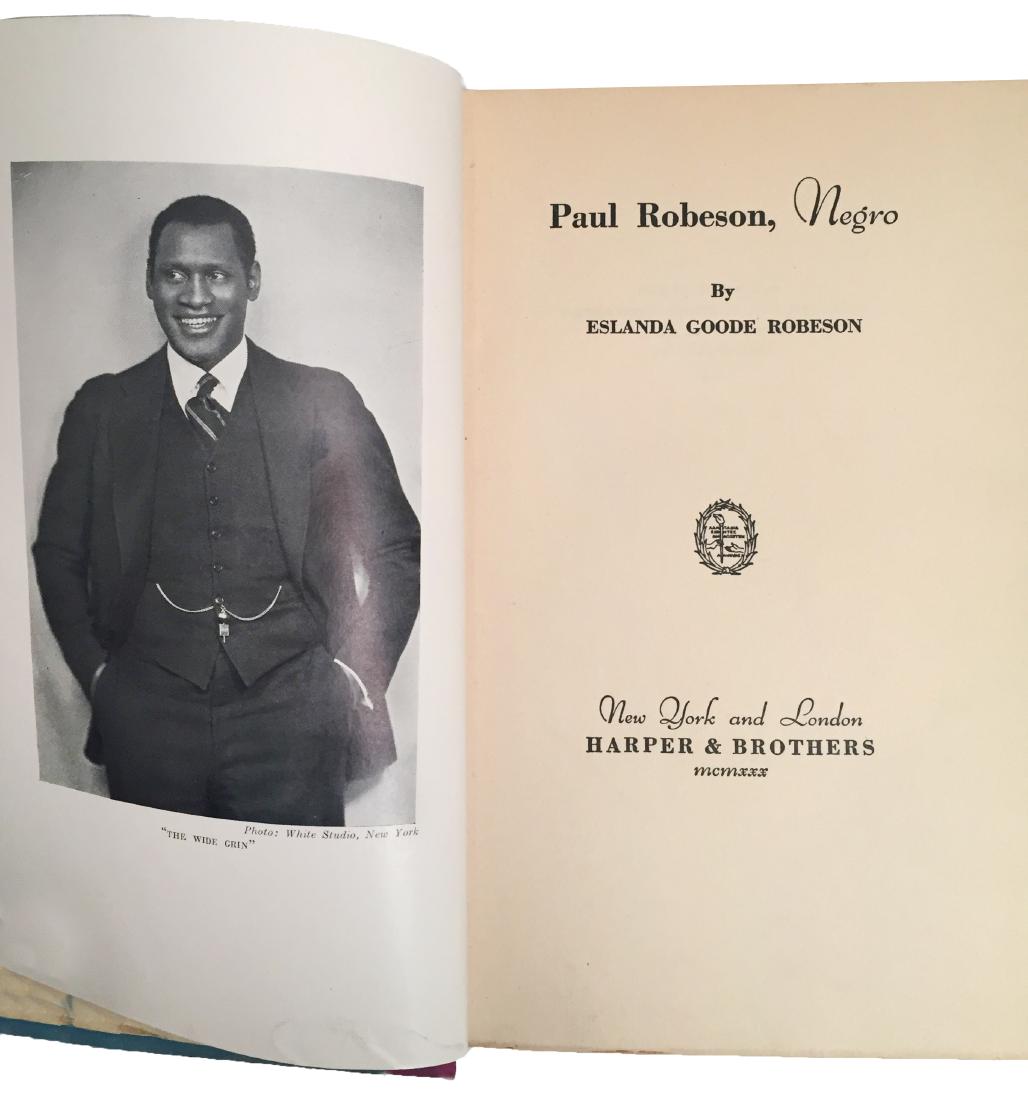 Photo: White Studio, New York
"THE WIDE GRIN"
Paul Robeson, Negro
By
ESLANDA GOODE ROBESON
New York and London
HARPER & BROTHERS
mcmxxx